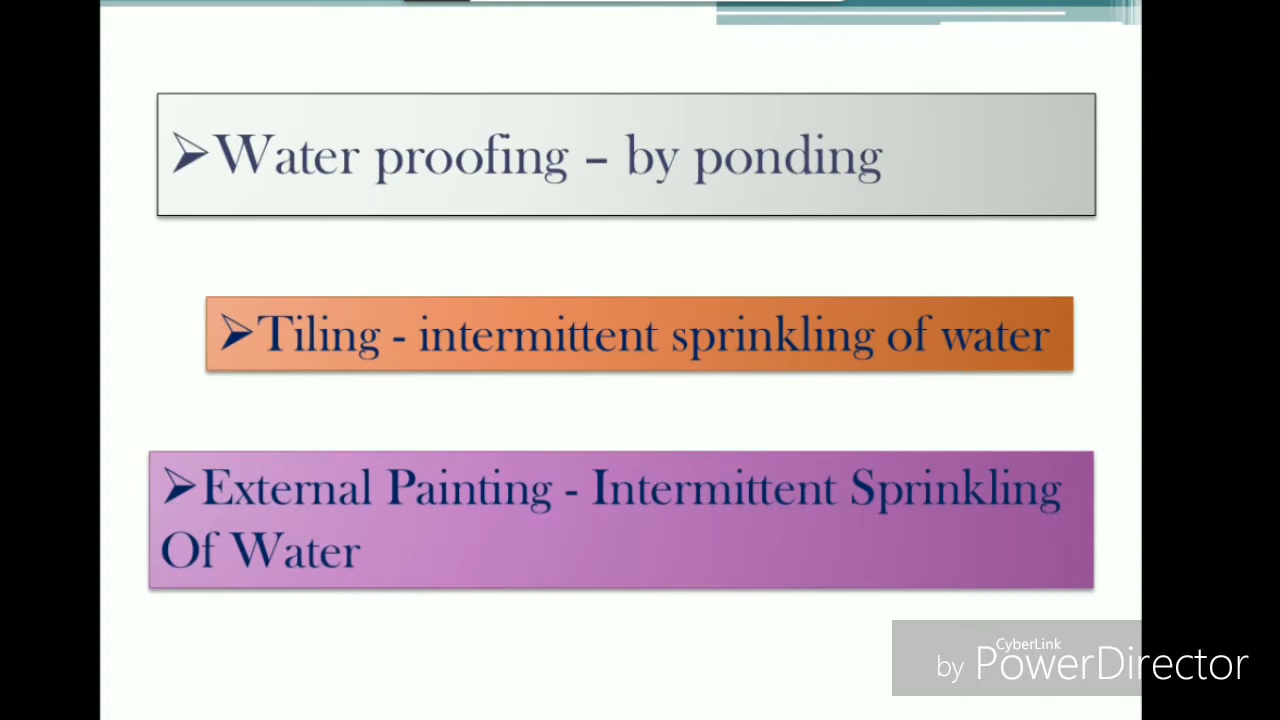 ➢Water proofing – by ponding
➢Tiling - intermittent sprinkling of water
➢External Painting - Intermittent Sprinkling
Of Water
CyberLink
by PowerDirector